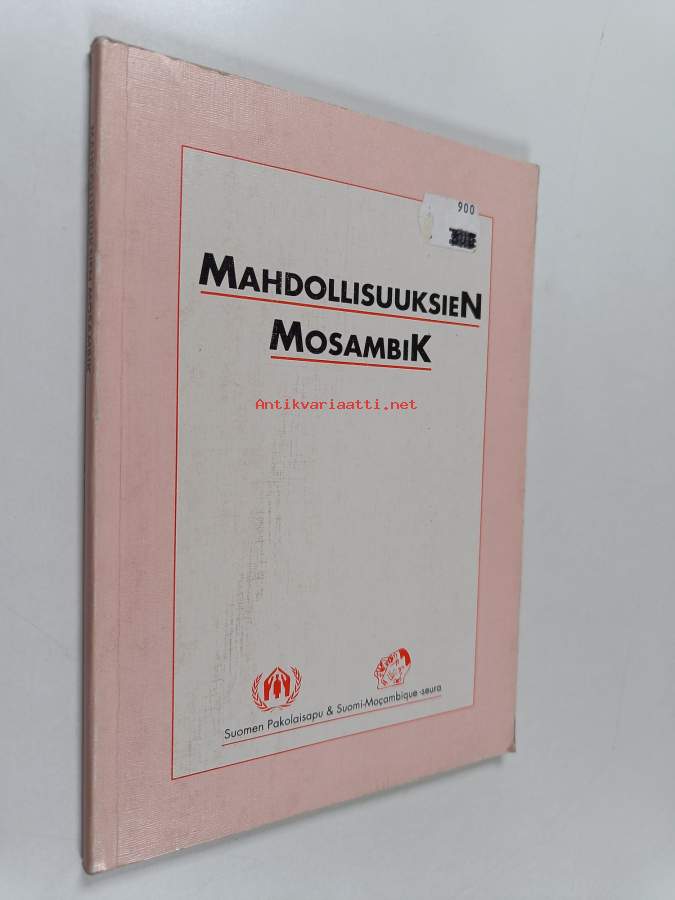 900
MAHDOLLISUUKSIEN
MOSAMBIK
Antikvariaatti.net
Suomen Pakolaisapu & Suomi-Moçambique -seura